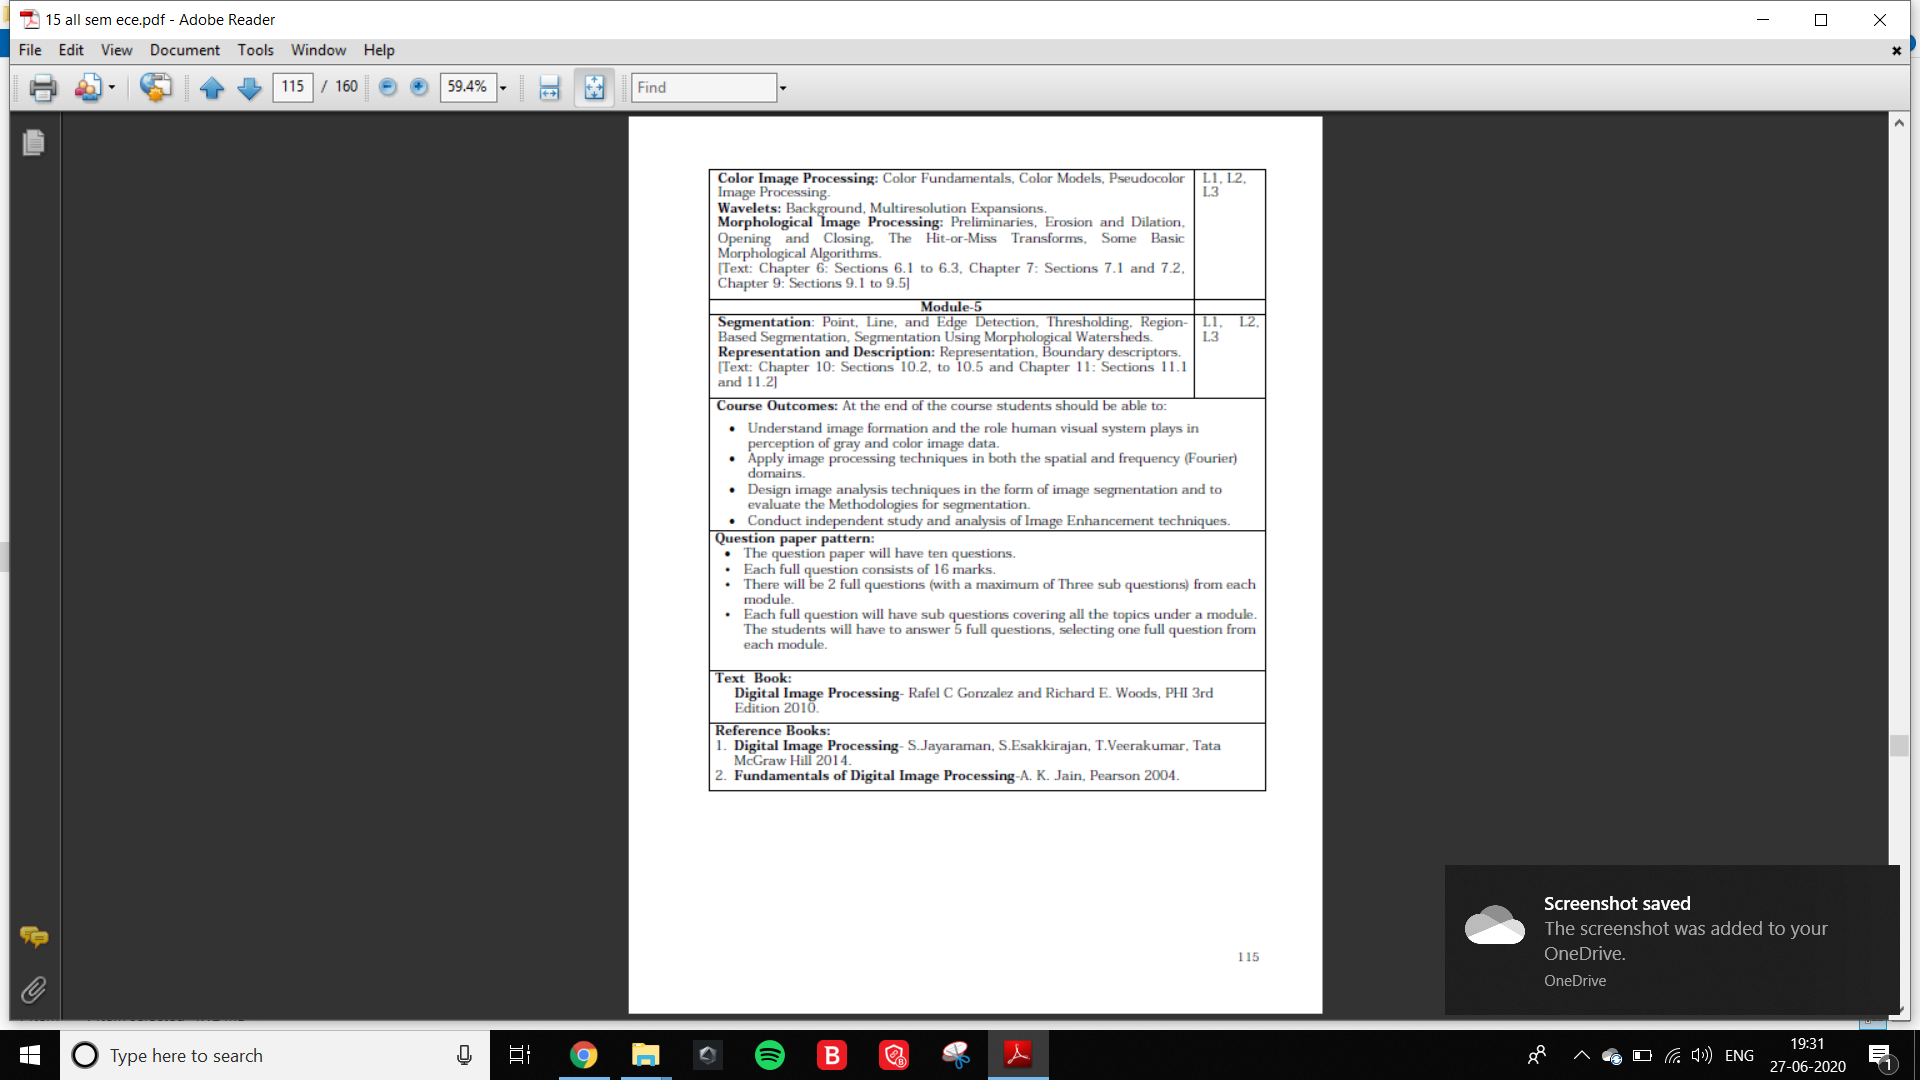 15 all sem ece.pdf - Adobe Reader
File Edit View Document Tools Window Help
115 / 160 59.4% Find
Color Image Processing: Color Fundamentals, Color Models, Pseudocolor
Image Processing.
Wavelets: Background, Multiresolution Expansions.
Morphological Image Processing: Preliminaries, Erosion and Dilation,
Opening and Closing, The Hit-or-Miss Transforms, Some Basic
Morphological Algorithms.
[Text: Chapter 6: Sections 6.1 to 6.3, Chapter 7: Sections 7.1 and 7.2,
Chapter 9: Sections 9.1 to 9.5]
L1, L2,
L3
Module-5
Segmentation: Point, Line, and Edge Detection, Thresholding, Region-
Based Segmentation, Segmentation Using Morphological Watersheds.
Representation and Description: Representation, Boundary descriptors.
[Text: Chapter 10: Sections 10.2, to 10.5 and Chapter 11: Sections 11.1
and 11.2]
L1, L2,
L3
Course Outcomes: At the end of the course students should be able to:
• Understand image formation and the role human visual system plays in
perception of gray and color image data.
• Apply image processing techniques in both the spatial and frequency (Fourier)
domains.
• Design image analysis techniques in the form of image segmentation and to
evaluate the Methodologies for segmentation.
• Conduct independent study and analysis of Image Enhancement techniques.
Question paper pattern:
• The question paper will have ten questions.
• Each full question consists of 16 marks.
• There will be 2 full questions (with a maximum of Three sub questions) from each
module.
• Each full question will have sub questions covering all the topics under a module.
The students will have to answer 5 full questions, selecting one full question from
each module.
Text Book:
Digital Image Processing- Rafel C Gonzalez and Richard E. Woods, PHI 3rd
Edition 2010.
Reference Books:
1. Digital Image Processing- S.Jayaraman, S.Esakkirajan, T.Veerakumar, Tata
McGraw Hill 2014.
2. Fundamentals of Digital Image Processing-A. K. Jain, Pearson 2004.
115
Screenshot saved
The screenshot was added to your
OneDrive.
OneDrive
Type here to search
B
ENG
19:31
27-06-2020
1